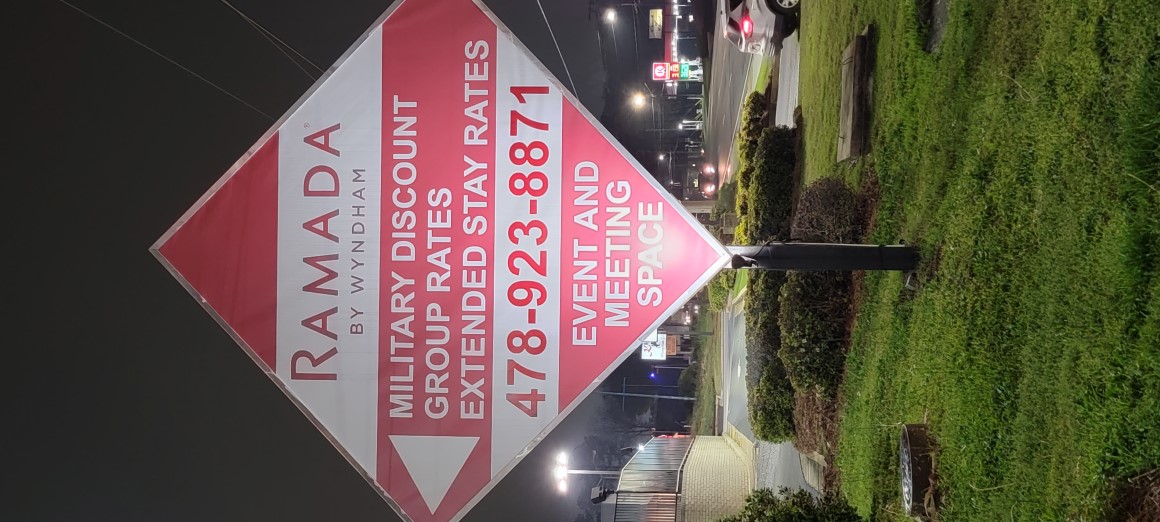 RAMADA®
BY WYNDHAM
MILITARY DISCOUNT
GROUP RATES
EXTENDED STAY RATES
478-923-8871
EVENT AND
MEETING
SPACE